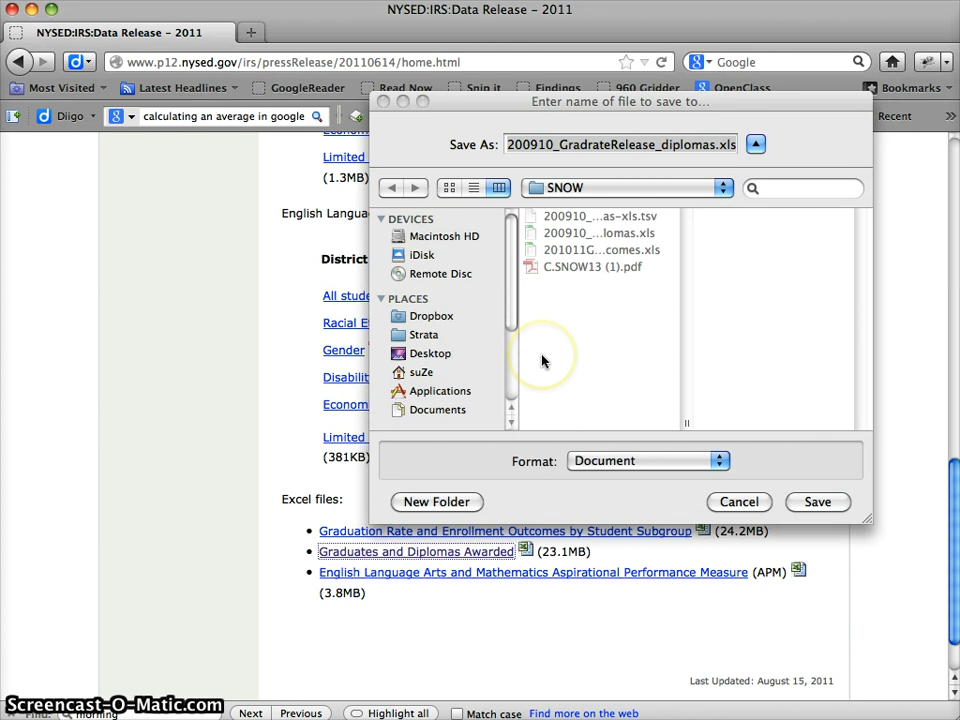 NYSED:IRS:Data Release - 2011
NYSED:IRS:Data Release - 2011
www.p12.nysed.gov/irs/pressRelease/20110614/home.html
Google
Most Visited
Latest Headlines
GoogleReader
Read Now
Snip it
Findings
960 Gridder
OpenClass
Bookmarks
Diigo
calculating an average in google
Recent
Enter name of file to save to...
Save As:
200910_GradrateRelease_diplomas.xls
SNOW
DEVICES
Macintosh HD
iDisk
Remote Disc
PLACES
Dropbox
Strata
Desktop
suZe
Applications
Documents
200910_...as-xls.tsv
200910_...lomas.xls
201011G...comes.xls
C.SNOW13 (1).pdf
Format:
Document
New Folder
Cancel
Save
Limited
(1.3MB)
English Langua
District
All stude
Racial E
Gender
Disabilit
Econom
Limited
(381KB)
Excel files:
Graduation Rate and Enrollment Outcomes by Student Subgroup (24.2MB)
Graduates and Diplomas Awarded (23.1MB)
English Language Arts and Mathematics Aspirational Performance Measure (APM)
(3.8MB)
Last Updated: August 15, 2011
Screencast-O-Matic.com
morning
Next
Previous
Highlight all
Match case
Find more on the web